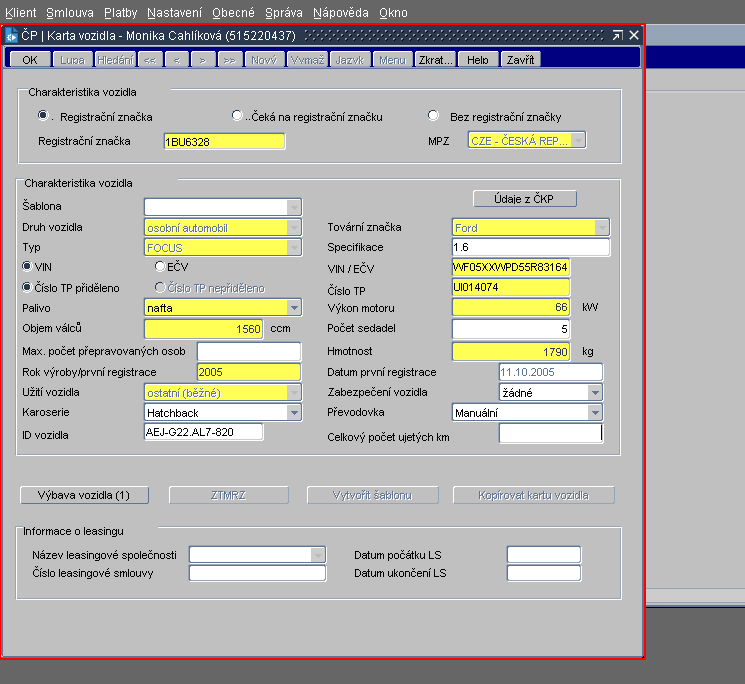 Klient Smlouva Platby Nastavení Obecné Správa Nápověda Okno
ČP | Karta vozidla - Monika Cahlíková (515220437)
OK Lupa Hledání << < > >> Nový Vymaž Jazyk Menu Zkrat... Help Zavřít
Charakteristika vozidla
Registrační značka ..Čeká na registrační značku Bez registrační značky
Registrační značka 1BU6328 MPZ CZE - ČESKÁ REP...
Charakteristika vozidla
Šablona Údaje z ČKP
Druh vozidla osobní automobil Tovární značka Ford
Typ FOCUS Specifikace 1.6
VIN EČV VIN / EČV WF05XXWPD55R83164
Číslo TP přiděleno Číslo TP nepřiděleno Číslo TP UI014074
Palivo nafta Výkon motoru 66 kW
Objem válců 1560 ccm Počet sedadel 5
Max. počet přepravovaných osob Hmotnost 1790 kg
Rok výroby/první registrace 2005 Datum první registrace 11.10.2005
Užití vozidla ostatní (běžné) Zabezpečení vozidla žádné
Karoserie Hatchback Převodovka Manuální
ID vozidla AEJ-G22.AL7-820 Celkový počet ujetých km
Výbava vozidla (1) ZTMRZ Vytvořit šablonu Kopírovat kartu vozidla
Informace o leasingu
Název leasingové společnosti Datum počátku LS
Číslo leasingové smlouvy Datum ukončení LS